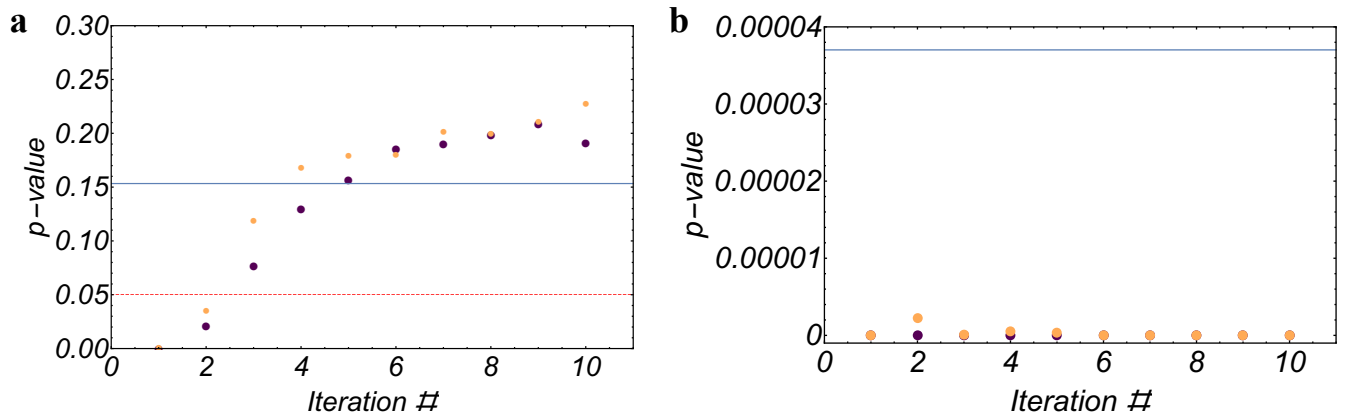 a
0.30
0.25
0.20
0.15
0.10
0.05
0.00
p-value
0 2 4 6 8 10
Iteration #
b
0.00004
0.00003
0.00002
0.00001
0
p-value
0 2 4 6 8 10
Iteration #